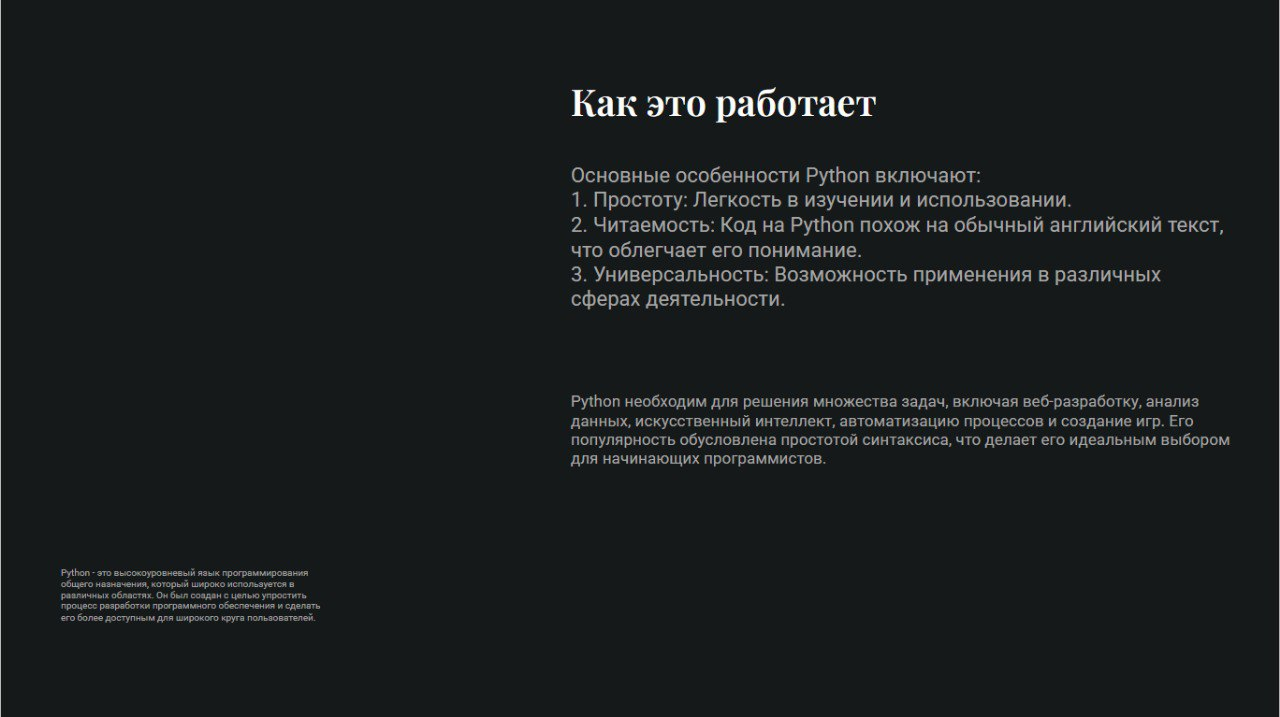 Как это работает
Основные особенности Python включают:
1. Простоту: Легкость в изучении и использовании.
2. Читаемость: Код на Python похож на обычный английский текст,
что облегчает его понимание.
3. Универсальность: Возможность применения в различных
сферах деятельности.
Python необходим для решения множества задач, включая веб-разработку, анализ
данных, искусственный интеллект, автоматизацию процессов и создание игр. Его
популярность обусловлена простотой синтаксиса, что делает его идеальным выбором
для начинающих программистов.
Python - это высокоуровневый язык программирования
общего назначения, который широко используется в
различных областях. Он был создан с целью упростить
процесс разработки программного обеспечения и сделать
его более доступным для широкого круга пользователей.